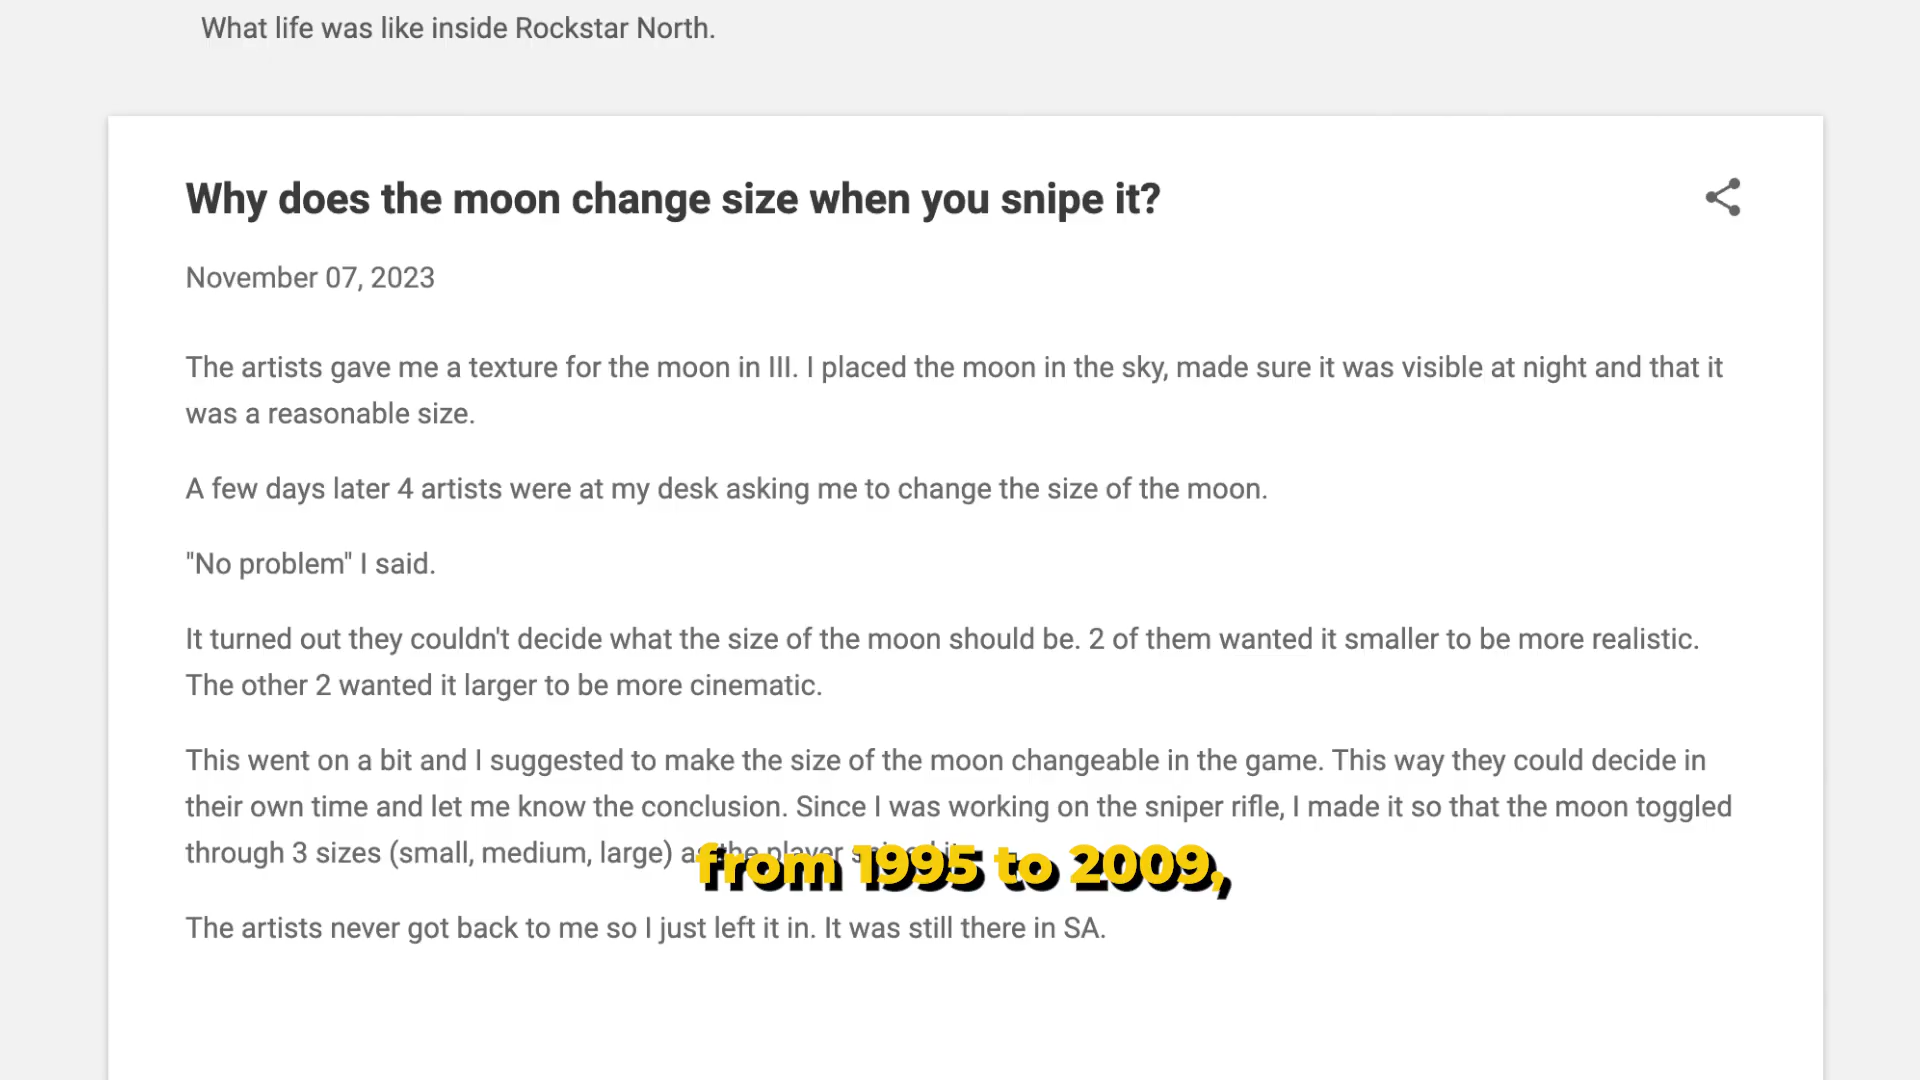 What life was like inside Rockstar North.
Why does the moon change size when you snipe it?
November 07, 2023
The artists gave me a texture for the moon in III. I placed the moon in the sky, made sure it was visible at night and that it
was a reasonable size.
A few days later 4 artists were at my desk asking me to change the size of the moon.
"No problem" I said.
It turned out they couldn't decide what the size of the moon should be. 2 of them wanted it smaller to be more realistic.
The other 2 wanted it larger to be more cinematic.
This went on a bit and I suggested to make the size of the moon changeable in the game. This way they could decide in
their own time and let me know the conclusion. Since I was working on the sniper rifle, I made it so that the moon toggled
through 3 sizes (small, medium, large) as the player sniped it.
from 1995 to 2009,
The artists never got back to me so I just left it in. It was still there in SA.